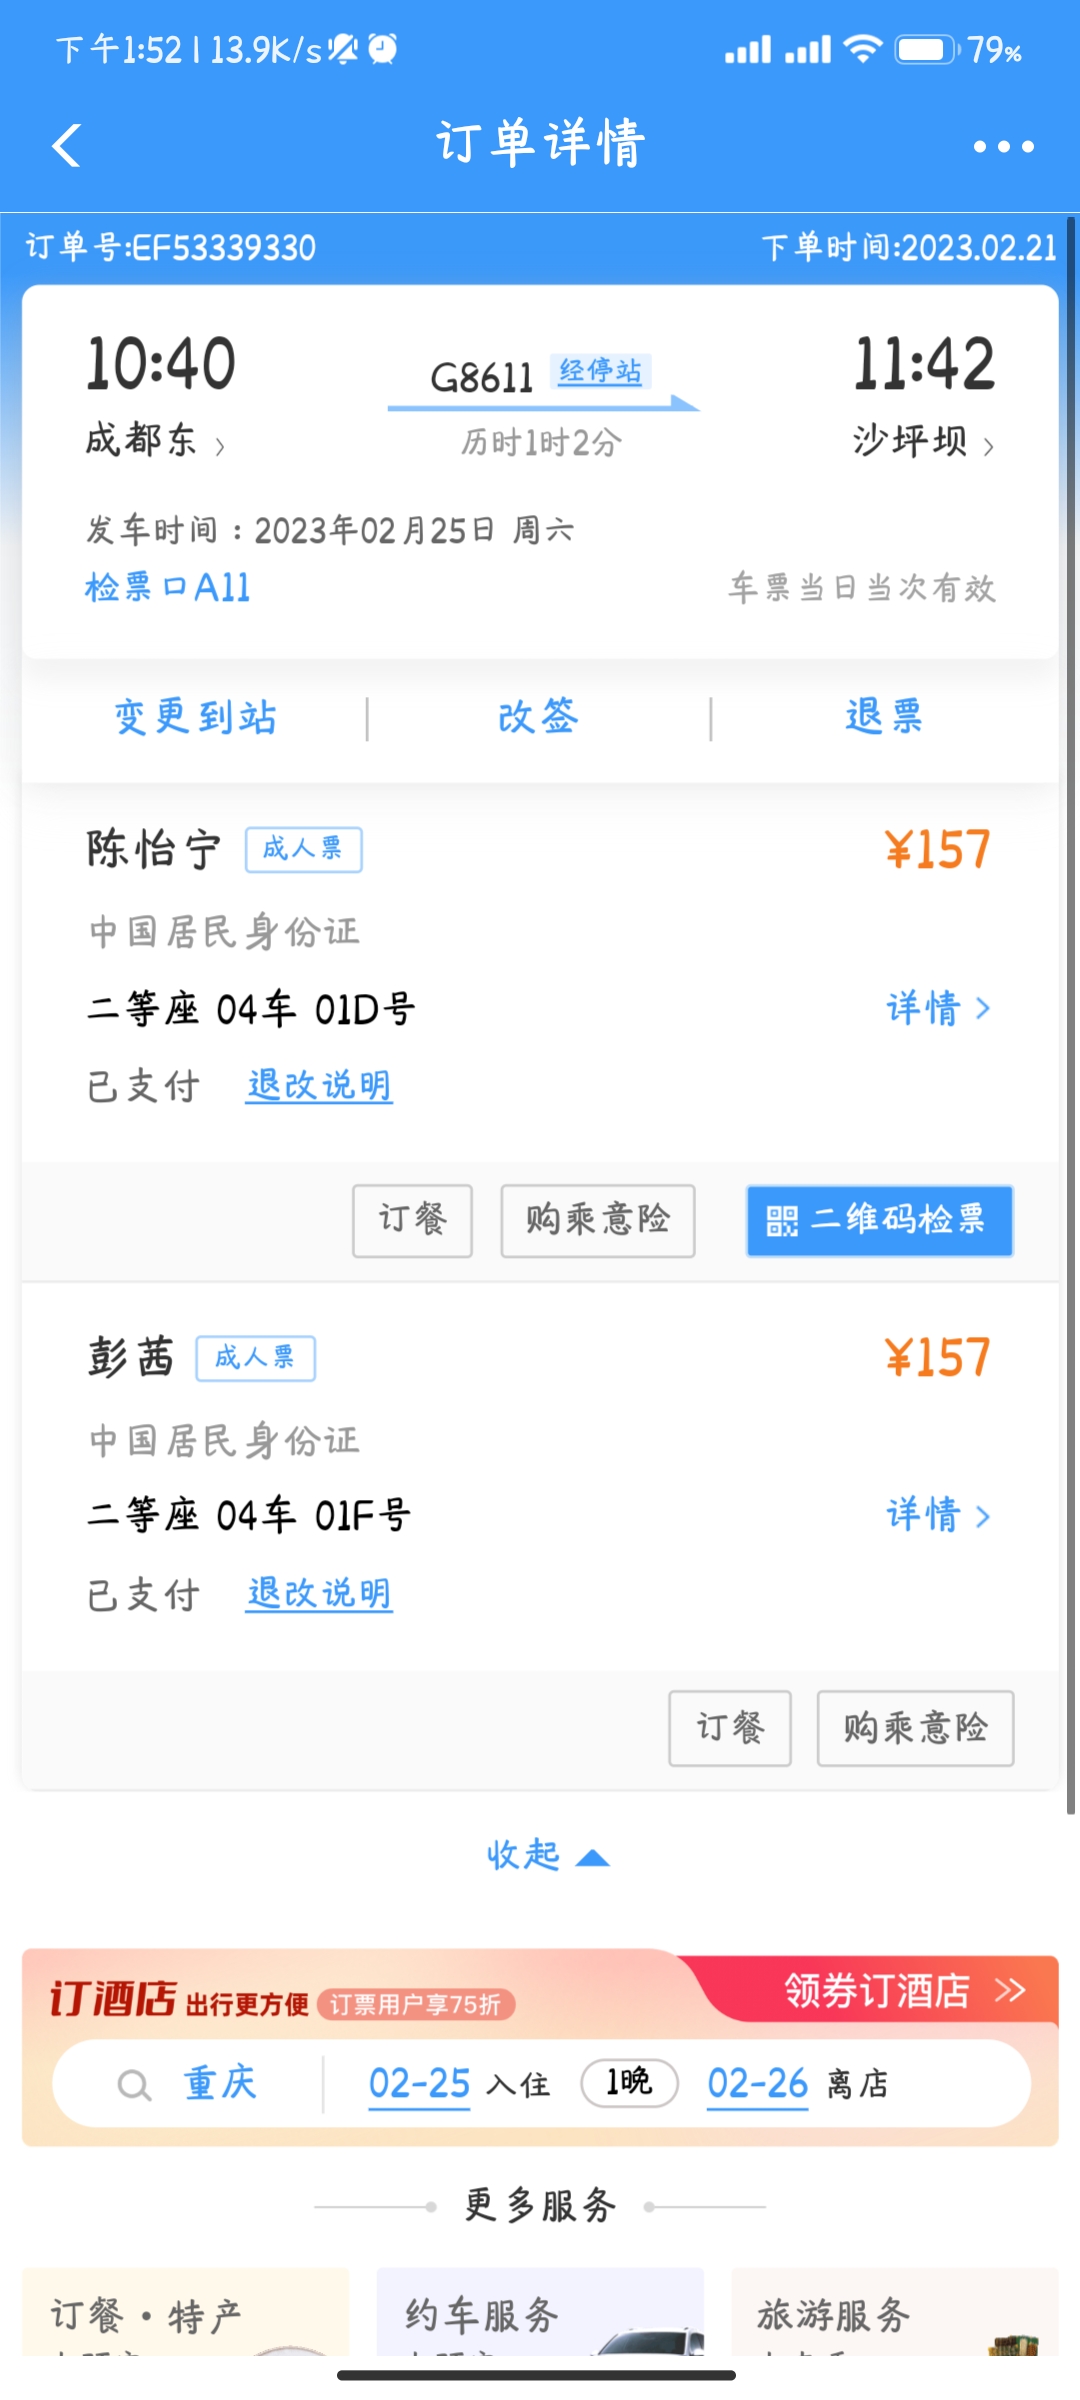 下午1:52 | 13.9K/s 79%
订单详情
订单号:EF53339330 下单时间:2023.02.21
10:40 G8611 经停站 11:42
成都东 历时1时2分 沙坪坝
发车时间：2023年02月25日 周六
检票口A11 车票当日当次有效
变更到站 改签 退票
陈怡宁 成人票 ¥157
中国居民身份证
二等座 04车 01D号 详情
已支付 退改说明
订餐 购乘意险 二维码检票
彭茜 成人票 ¥157
中国居民身份证
二等座 04车 01F号 详情
已支付 退改说明
订餐 购乘意险
收起
订酒店 出行更方便 订票用户享75折 领券订酒店
重庆 02-25 入住 1晚 02-26 离店
更多服务
订餐·特产 约车服务 旅游服务